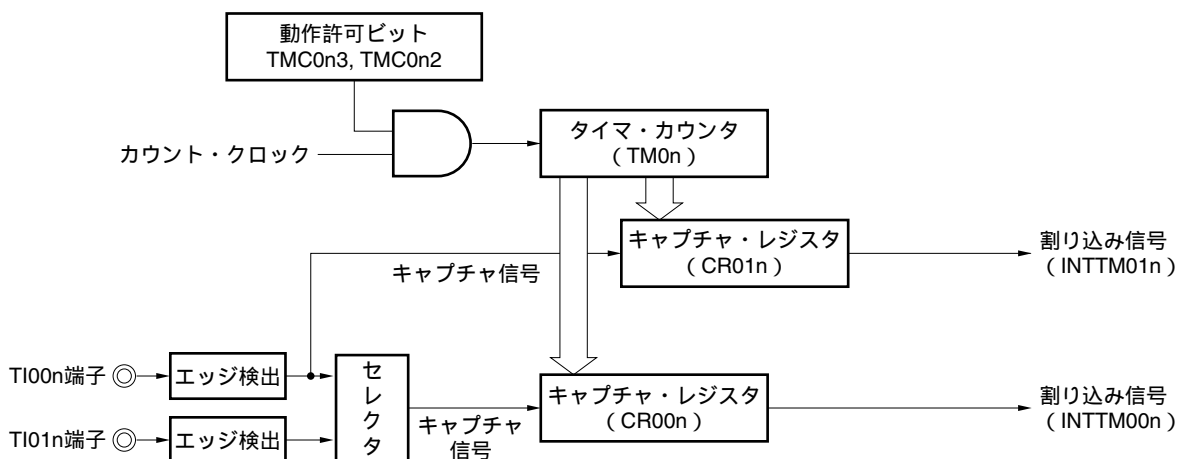 動作許可ビット
TMC0n3, TMC0n2
カウント・クロック
タイマ・カウンタ
（TM0n）
キャプチャ・レジスタ
（CR01n）
割り込み信号
（INTTM01n）
キャプチャ信号
TI00n端子
エッジ検出
セレクタ
キャプチャ・レジスタ
（CR00n）
割り込み信号
（INTTM00n）
キャプチャ
信号
TI01n端子
エッジ検出